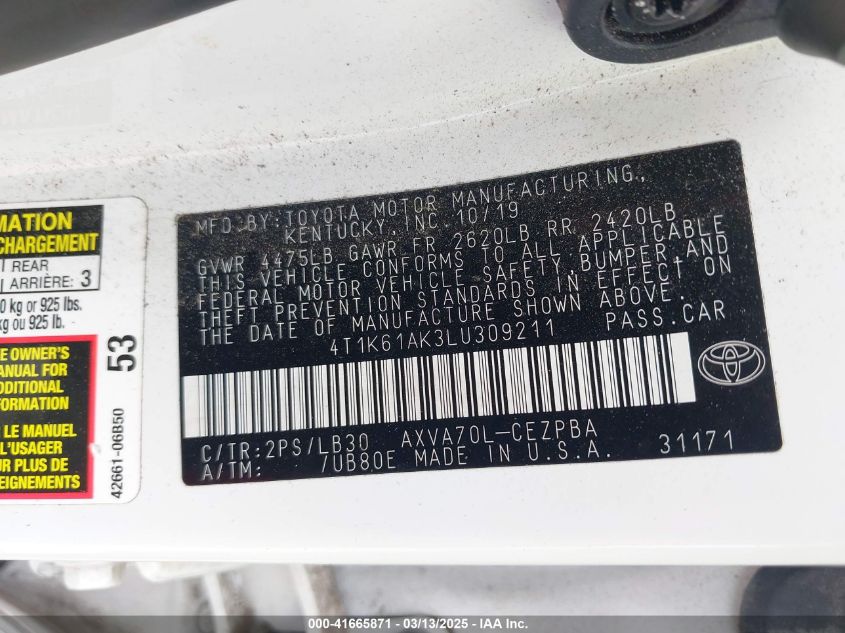 MATION
CHARGEMENT
REAR
ARRIÈRE: 3
0 kg or 925 lbs.
kg ou 925 lb.
E OWNER'S
ANUAL FOR
DDITIONAL
FORMATION
LE MANUEL
L'USAGER
UR PLUS DE
EIGNEMENTS
53
42661-06B50
MFD BY: TOYOTA MOTOR MANUFACTURING,
KENTUCKY, INC. 10/19
GVWR 4475LB GAWR FR 2620LB RR 2420LB
THIS VEHICLE CONFORMS TO ALL APPLICABLE
FEDERAL MOTOR VEHICLE SAFETY, BUMPER, AND
THEFT PREVENTION STANDARDS IN EFFECT ON
THE DATE OF MANUFACTURE SHOWN ABOVE.
4T1K61AK3LU309211 PASS.CAR
C/TR: 2PS/LB30 AXVA70L-CEZPBA
A/TM: /UB80E MADE IN U.S.A. 31171
000-41665871 / 03/13/2025 - IAA Holdings, LLC.